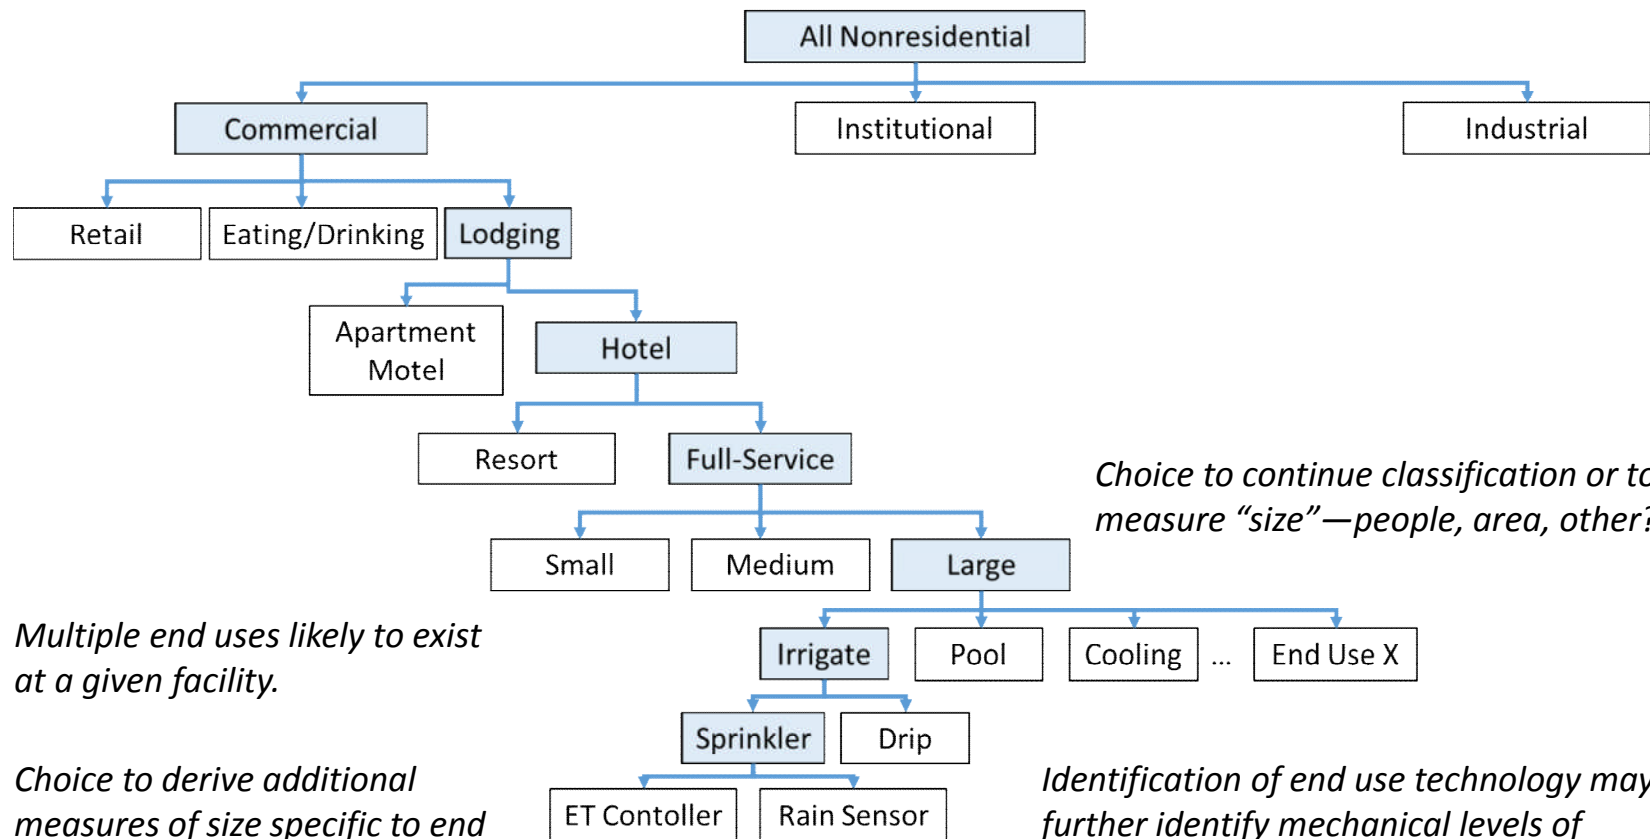 All Nonresidential
Commercial
Institutional
Industrial
Retail
Eating/Drinking
Lodging
Apartment
Motel
Hotel
Resort
Full-Service
Choice to continue classification or to
measure “size”—people, area, other?
Small
Medium
Large
Multiple end uses likely to exist
at a given facility.
Irrigate
Pool
Cooling
...
End Use X
Sprinkler
Drip
Choice to derive additional
measures of size specific to end
ET Contoller
Rain Sensor
Identification of end use technology may
further identify mechanical levels of